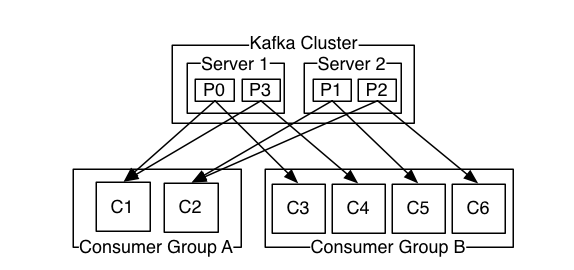 Kafka Cluster
Server 1
Server 2
P0
P3
P1
P2
C1
C2
C3
C4
C5
C6
Consumer Group A
Consumer Group B